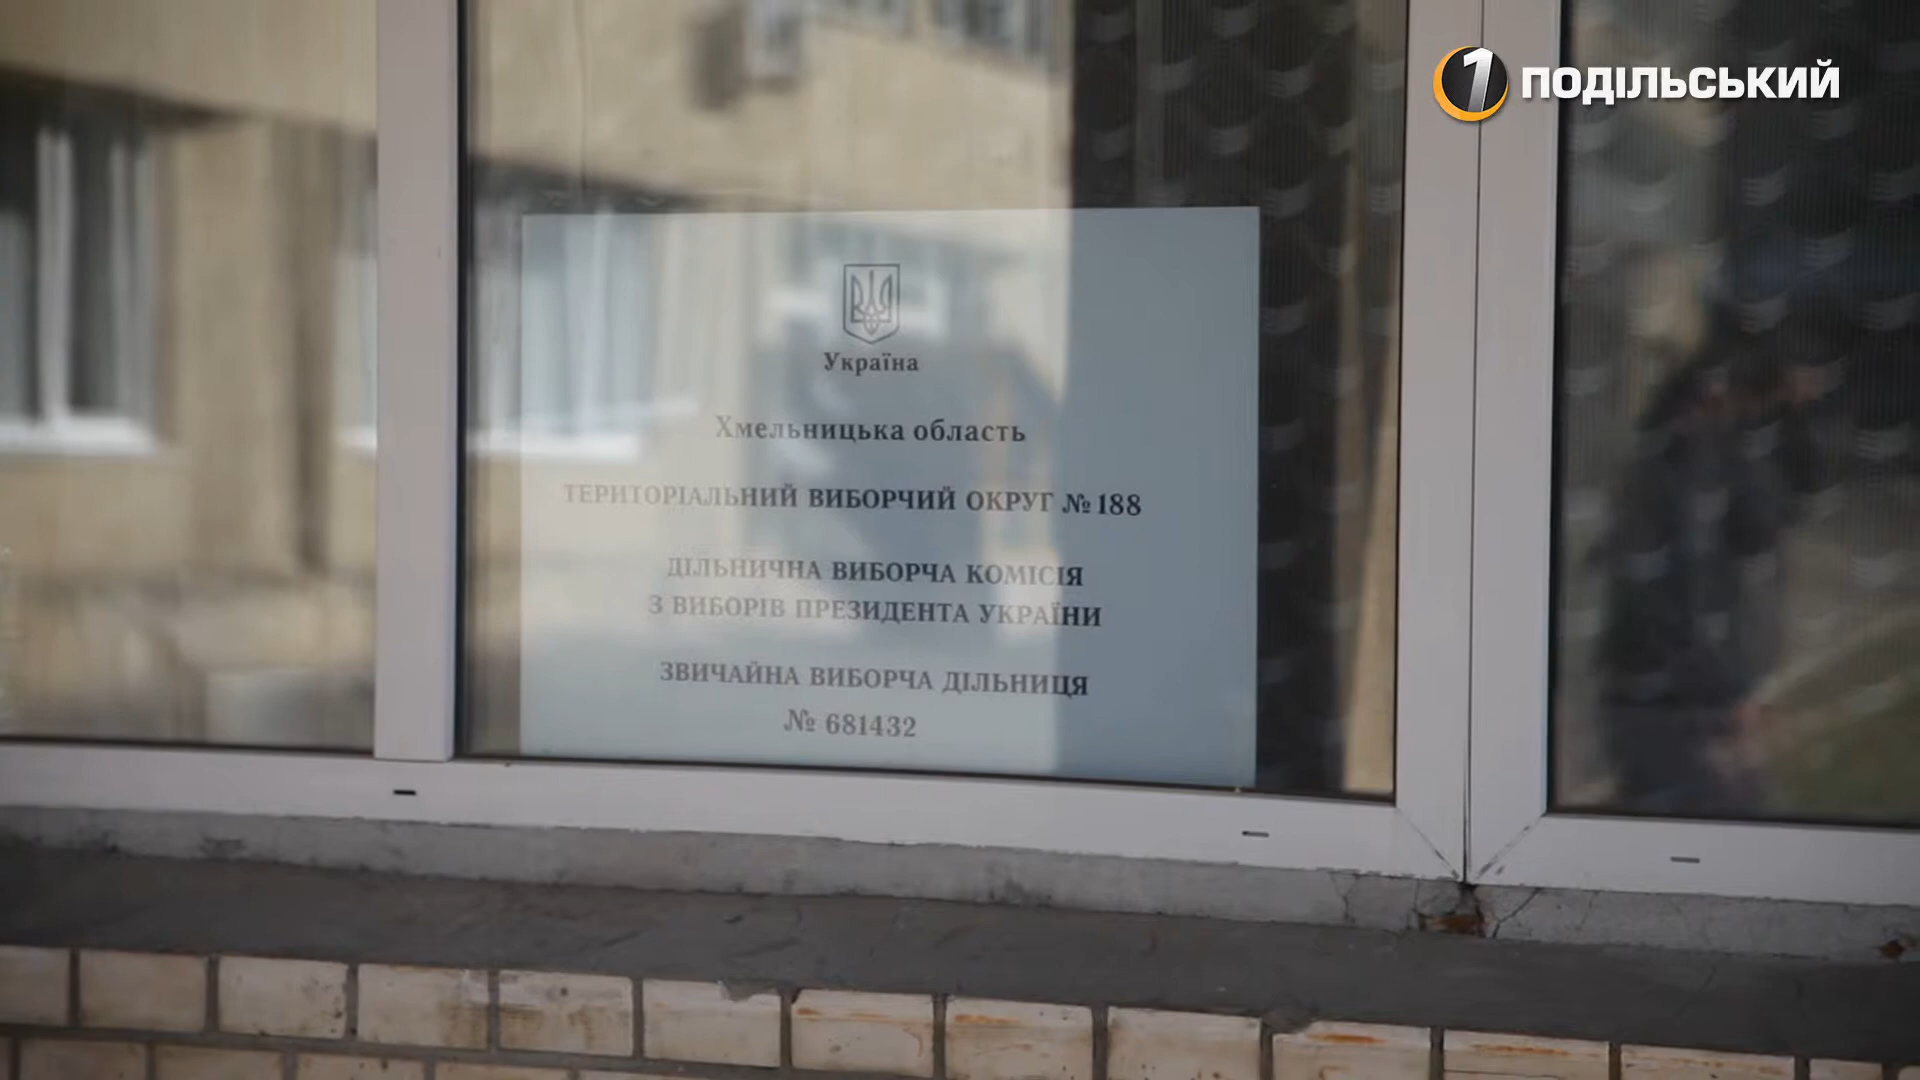 1 ПОДІЛЬСЬКИЙ
Україна
Хмельницька область
ТЕРИТОРІАЛЬНИЙ ВИБОРЧИЙ ОКРУГ № 188
ДІЛЬНИЧНА ВИБОРЧА КОМІСІЯ
З ВИБОРІВ ПРЕЗИДЕНТА УКРАЇНИ
ЗВИЧАЙНА ВИБОРЧА ДІЛЬНИЦЯ
№ 681432